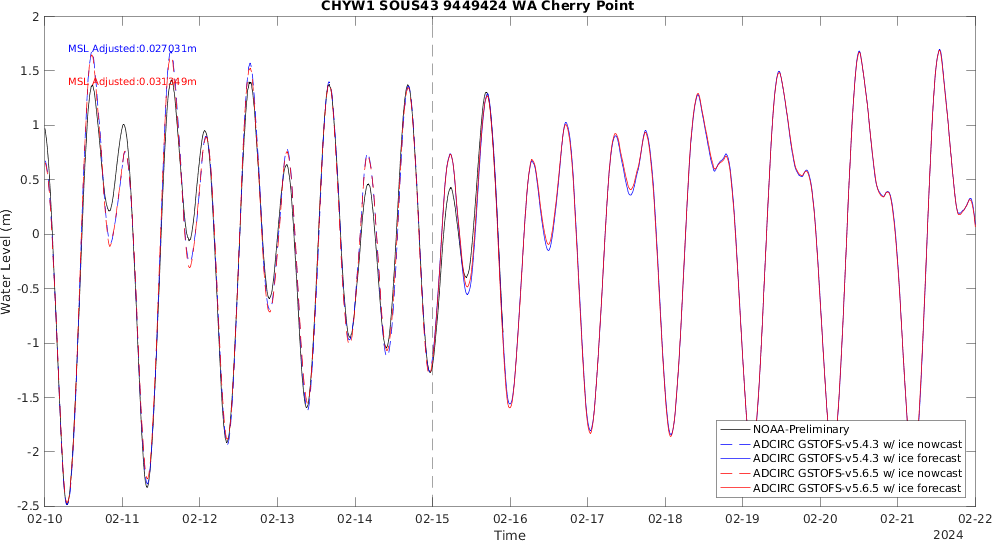 CHYW1 SOUS43 9449424 WA Cherry Point
MSL Adjusted:0.027031m
MSL Adjusted:0.031349m
Water Level (m)
2
1.5
1
0.5
0
-0.5
-1
-1.5
-2
-2.5
02-10 02-11 02-12 02-13 02-14 02-15 02-16 02-17 02-18 02-19 02-20 02-21 02-22
Time
2024
NOAA-Preliminary
ADCIRC GSTOFS-v5.4.3 w/ ice nowcast
ADCIRC GSTOFS-v5.4.3 w/ ice forecast
ADCIRC GSTOFS-v5.6.5 w/ ice nowcast
ADCIRC GSTOFS-v5.6.5 w/ ice forecast